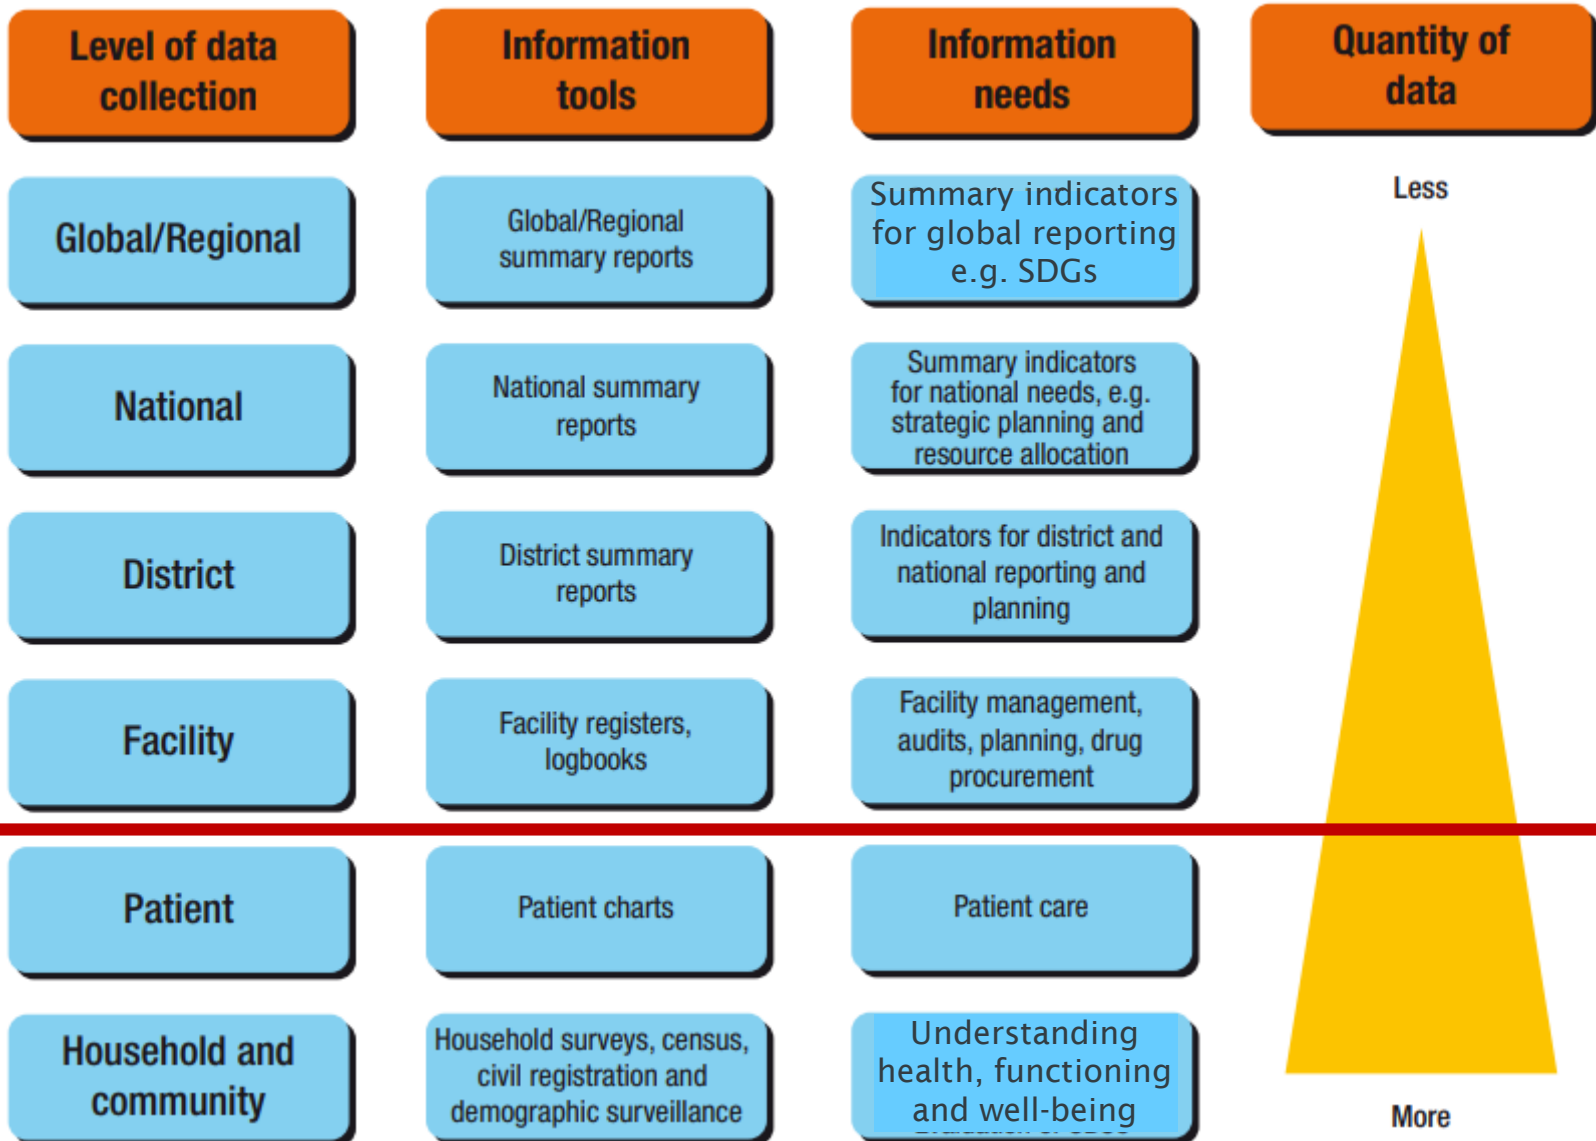 Level of data
collection
Information
tools
Information
needs
Quantity of
data
Global/Regional
Global/Regional
summary reports
Summary indicators
for global reporting
e.g. SDGs
Less
National
National summary
reports
Summary indicators
for national needs, e.g.
strategic planning and
resource allocation
District
District summary
reports
Indicators for district and
national reporting and
planning
Facility
Facility registers,
logbooks
Facility management,
audits, planning, drug
procurement
Patient
Patient charts
Patient care
Household and
community
Household surveys, census,
civil registration and
demographic surveillance
Understanding
health, functioning
and well-being
More